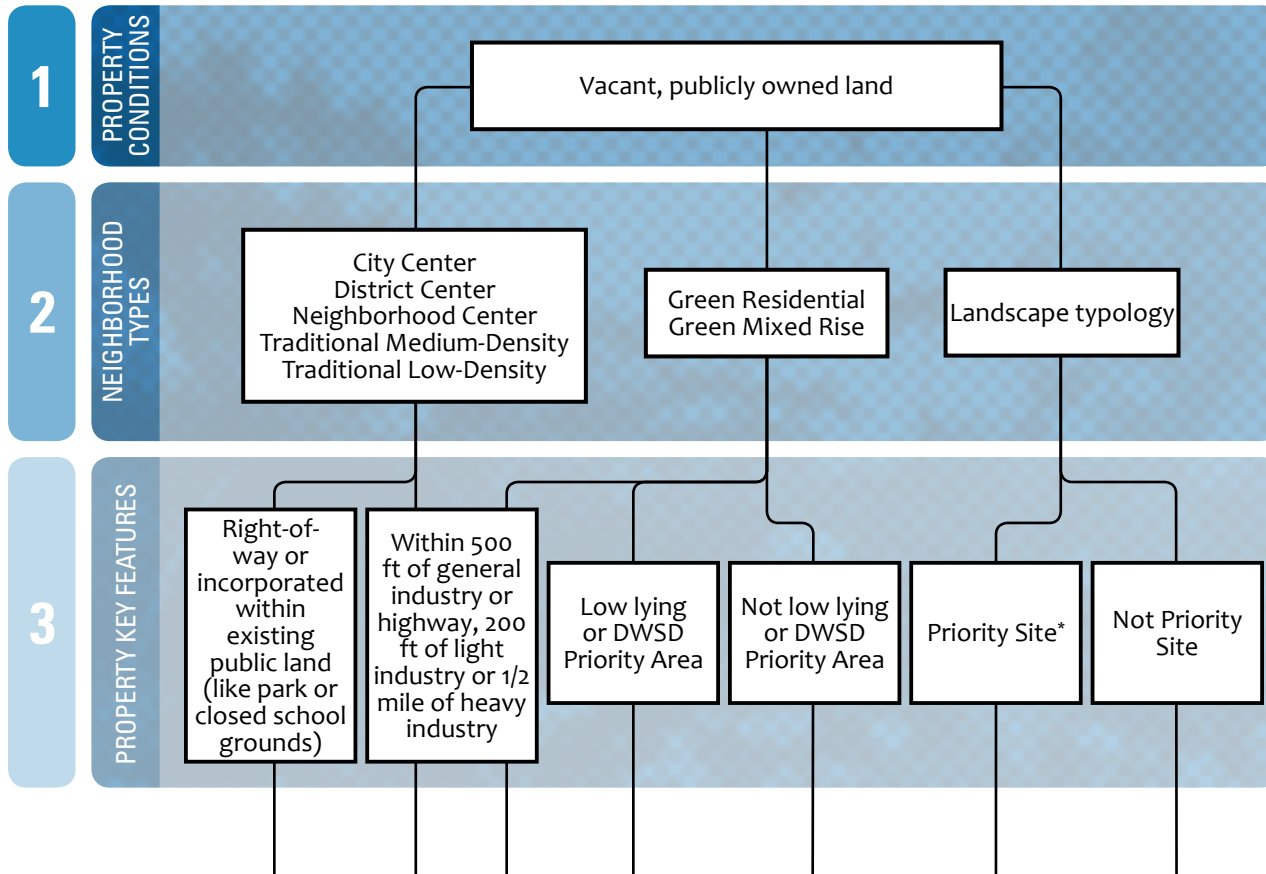 1
PROPERTY
CONDITIONS
Vacant, publicly owned land
2
NEIGHBORHOOD
TYPES
City Center
District Center
Neighborhood Center
Traditional Medium-Density
Traditional Low-Density
Green Residential
Green Mixed Rise
Landscape typology
3
PROPERTY KEY FEATURES
Right-of-
way or
incorporated
within
existing
public land
(like park or
closed school
grounds)
Within 500
ft of general
industry or
highway, 200
ft of light
industry or 1/2
mile of heavy
industry
Low lying
or DWSD
Priority Area
Not low lying
or DWSD
Priority Area
Priority Site*
Not Priority
Site